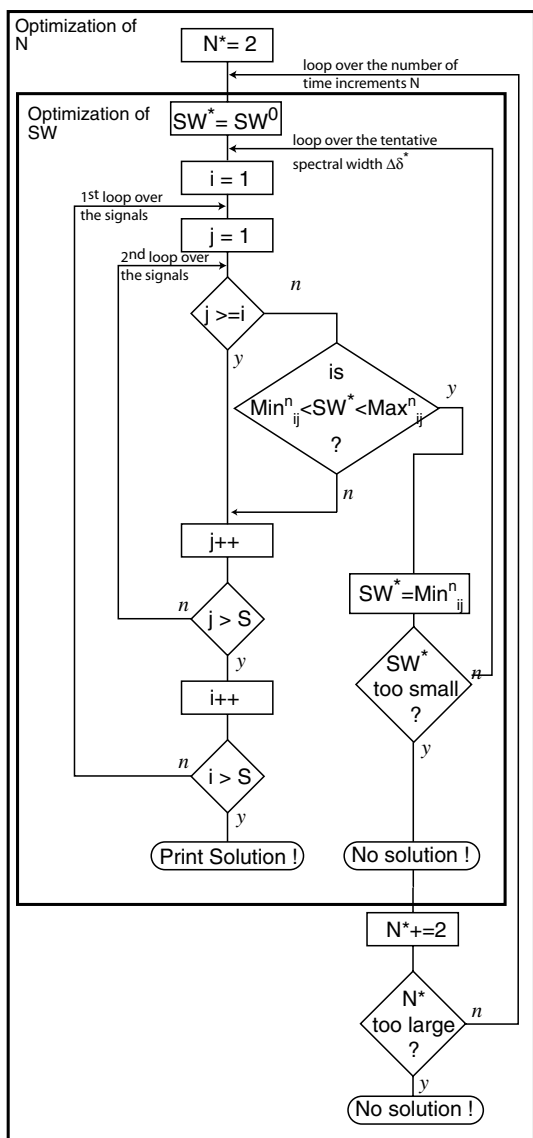 Optimization of
N
N*= 2
loop over the number of
time increments N
Optimization of
SW
SW*= SW⁰
loop over the tentative
spectral width Δδ*
i = 1
1st loop over
the signals
j = 1
2nd loop over
the signals
n
j >=i
y
is
Minⁿij<SW*<Maxⁿij
?
y
n
j++
SW*=Minⁿij
n
j > S
y
SW*
too small
?
n
y
i++
n
i > S
y
Print Solution !
No solution !
N*+=2
N*
too large
?
n
y
No solution !